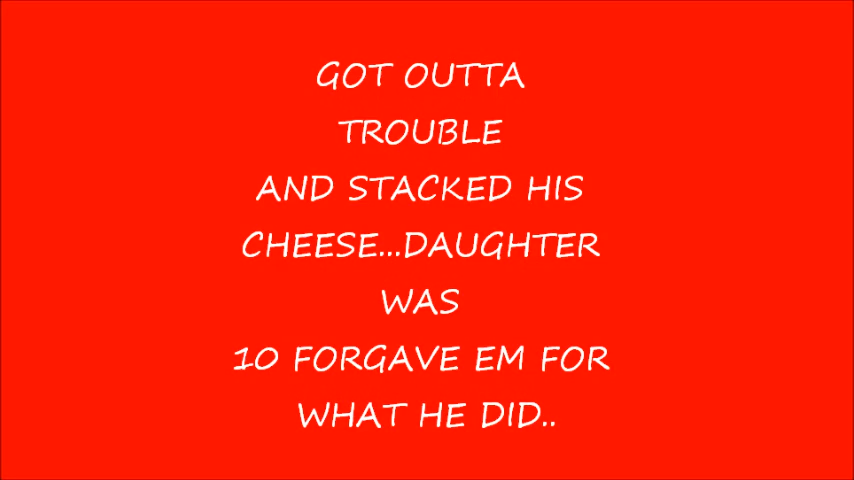 GOT OUTTA
TROUBLE
AND STACKED HIS
CHEESE...DAUGHTER
WAS
10 FORGAVE EM FOR
WHAT HE DID..